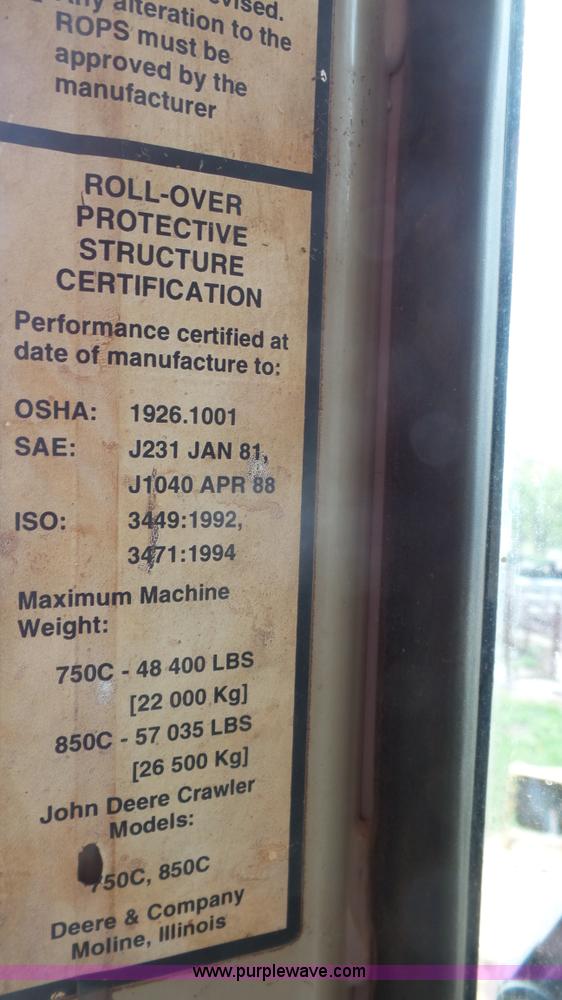 alteration to the
ROPS must be
approved by the
manufacturer
ROLL-OVER
PROTECTIVE
STRUCTURE
CERTIFICATION
Performance certified at
date of manufacture to:
OSHA: 1926.1001
SAE: J231 JAN 81,
J1040 APR 88
ISO: 3449:1992,
3471:1994
Maximum Machine
Weight:
750C - 48 400 LBS
[22 000 Kg]
850C - 57 035 LBS
[26 500 Kg]
John Deere Crawler
Models:
750C, 850C
Deere & Company
Moline, Illinois
www.purplewave.com